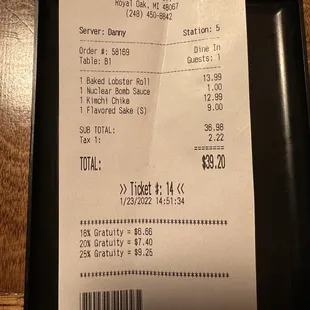 Royal Oak, MI 48067
(248) 450-8842
Server: Danny Station: 5
Order #: 58169 Dine In
Table: B1 Guests: 1
1 Baked Lobster Roll 13.99
1 Nuclear Bomb Sauce 1.00
1 Kimchi Chike 12.99
1 Flavored Sake (S) 9.00
SUB TOTAL: 36.98
Tax 1: 2.22
TOTAL: $39.20
>> Ticket #: 14 <<
1/23/2022 14:51:34
18% Gratuity = $6.66
20% Gratuity = $7.40
25% Gratuity = $9.25